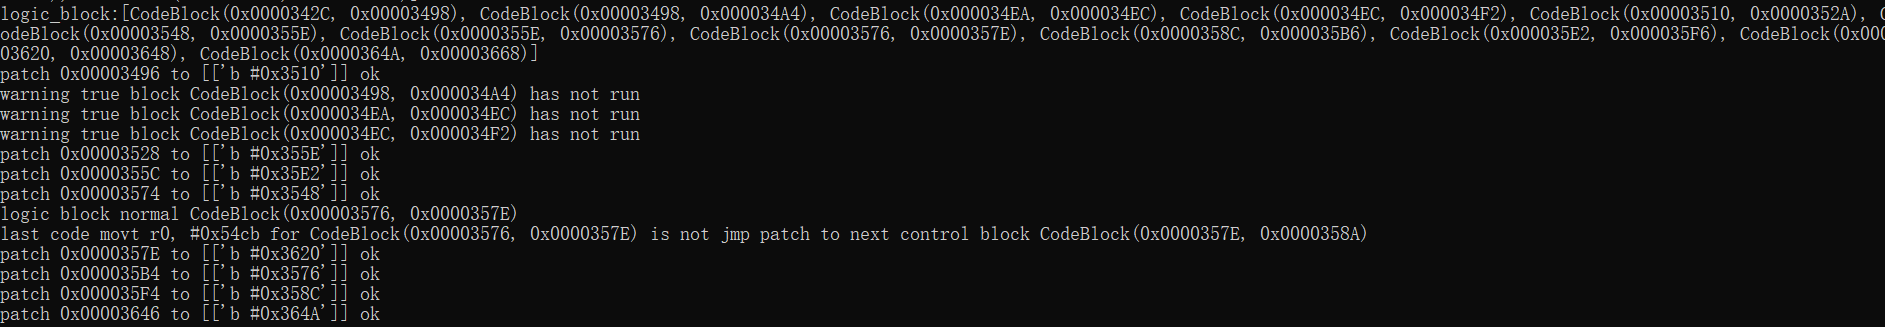 logic_block:[CodeBlock(0x0000342C, 0x00003498), CodeBlock(0x00003498, 0x000034A4), CodeBlock(0x000034EA, 0x000034EC), CodeBlock(0x000034EC, 0x000034F2), CodeBlock(0x00003510, 0x0000352A), C
odeBlock(0x00003548, 0x0000355E), CodeBlock(0x0000355E, 0x00003576), CodeBlock(0x00003576, 0x0000357E), CodeBlock(0x0000358C, 0x000035B6), CodeBlock(0x000035E2, 0x000035F6), CodeBlock(0x000
03620, 0x00003648), CodeBlock(0x0000364A, 0x00003668)]
patch 0x00003496 to [['b #0x3510']] ok
warning true block CodeBlock(0x00003498, 0x000034A4) has not run
warning true block CodeBlock(0x000034EA, 0x000034EC) has not run
warning true block CodeBlock(0x000034EC, 0x000034F2) has not run
patch 0x00003528 to [['b #0x355E']] ok
patch 0x0000355C to [['b #0x35E2']] ok
patch 0x00003574 to [['b #0x3548']] ok
logic block normal CodeBlock(0x00003576, 0x0000357E)
last code movt r0, #0x54cb for CodeBlock(0x00003576, 0x0000357E) is not jmp patch to next control block CodeBlock(0x0000357E, 0x0000358A)
patch 0x0000357E to [['b #0x3620']] ok
patch 0x000035B4 to [['b #0x3576']] ok
patch 0x000035F4 to [['b #0x358C']] ok
patch 0x00003646 to [['b #0x364A']] ok